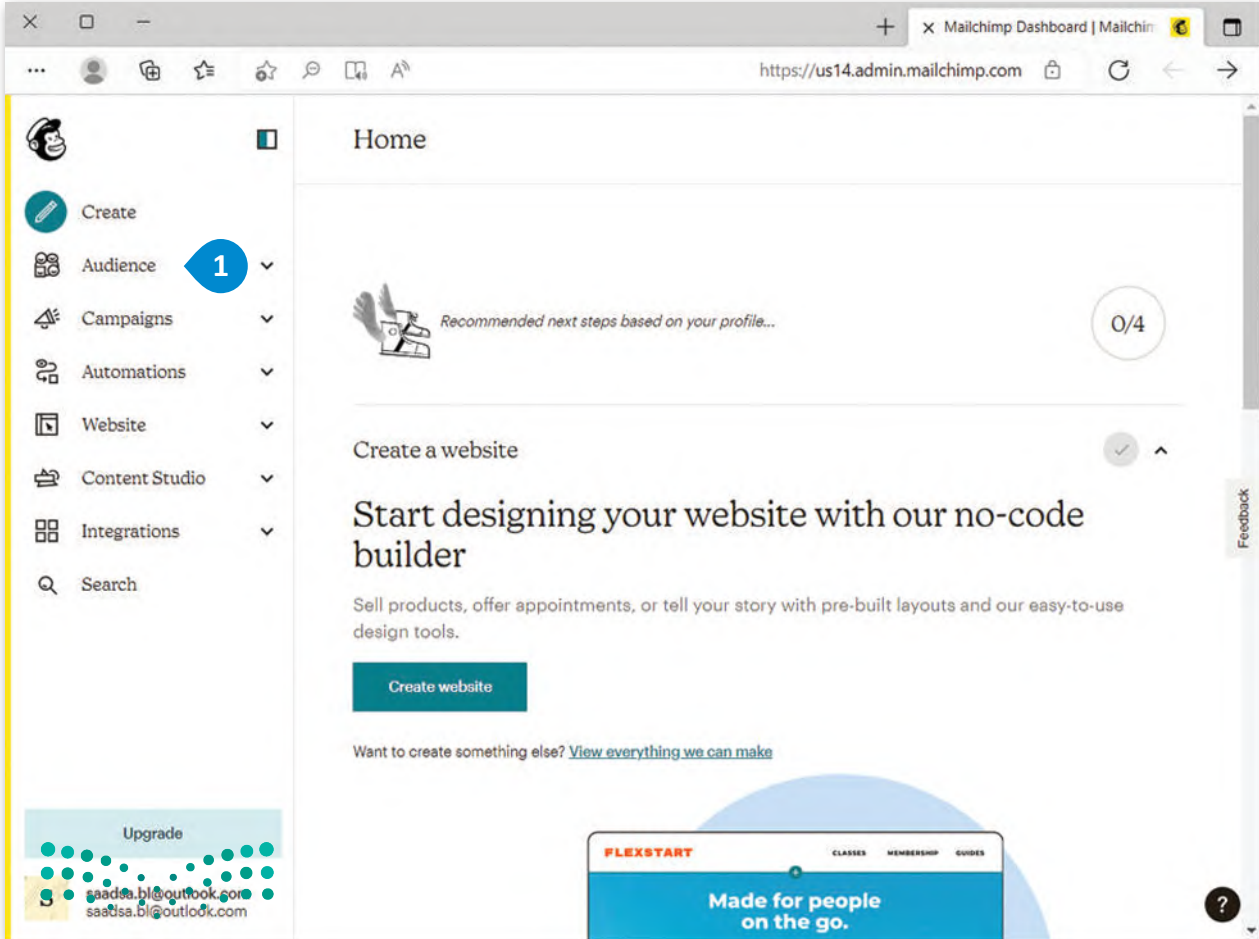 Mailchimp Dashboard | Mailchim
https://us14.admin.mailchimp.com
Home
Create
Audience
1
Campaigns
Automations
Website
Content Studio
Integrations
Search
Recommended next steps based on your profile...
0/4
Create a website
Start designing your website with our no-code
builder
Sell products, offer appointments, or tell your story with pre-built layouts and our easy-to-use
design tools.
Create website
Want to create something else? View everything we can make
Feedback
Upgrade
S
saadsa.bl@outlook.com
saadsa.bl@outlook.com
FLEXSTART
CLASSES MEMBERSHIP GUIDES
Made for people
on the go.
?